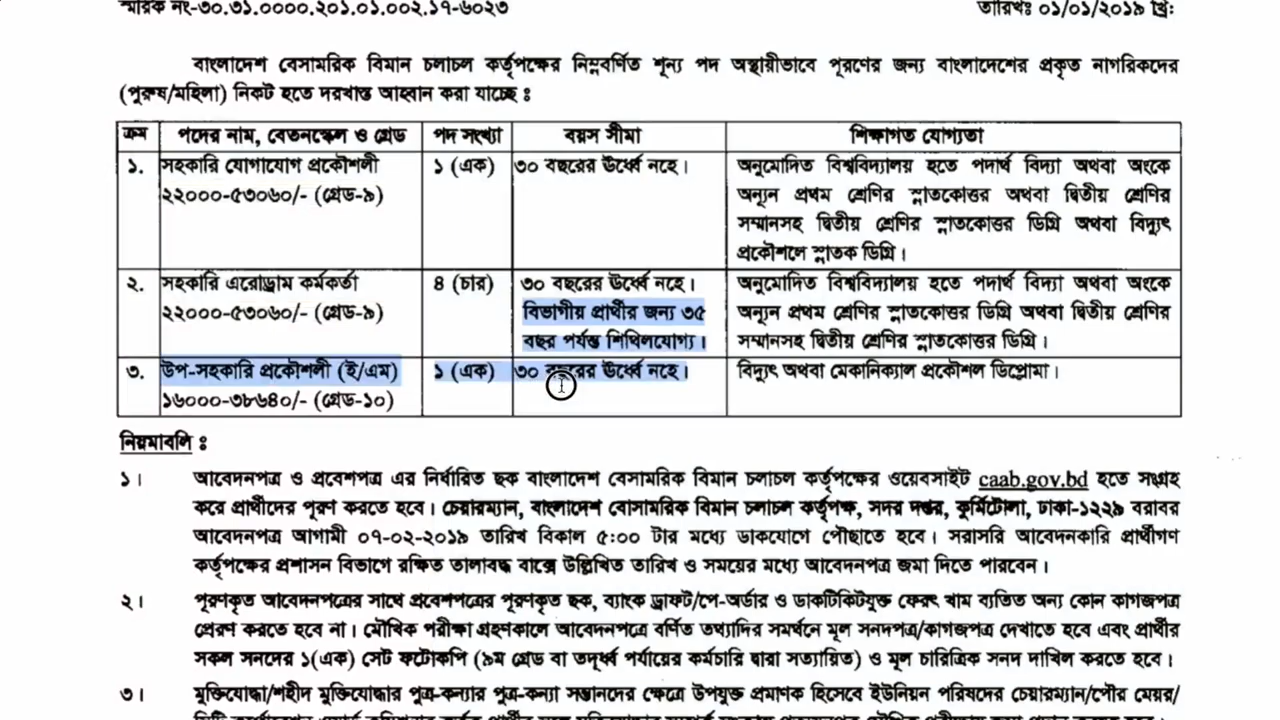 স্মারক নং-৩০.৩১.০০০০.২০১.০১.০০২.১৭-৬০২৩ তারিখঃ ০১/০১/২০১৯ খ্রি:
বাংলাদেশ বেসামরিক বিমান চলাচল কর্তৃপক্ষের নিম্নবর্ণিত শূন্য পদ অস্থায়ীভাবে পূরণের জন্য বাংলাদেশের প্রকৃত নাগরিকদের
(পুরুষ/মহিলা) নিকট হতে দরখাস্ত আহ্বান করা যাচ্ছে ঃ
ক্রম পদের নাম, বেতনস্কেল ও গ্রেড পদ সংখ্যা বয়স সীমা শিক্ষাগত যোগ্যতা
১. সহকারি যোগাযোগ প্রকৌশলী ১ (এক) ৩০ বছরের ঊর্ধ্বে নহে। অনুমোদিত বিশ্ববিদ্যালয় হতে পদার্থ বিদ্যা অথবা অংকে
২২০০০-৫৩০৬০/- (গ্রেড-৯) অন্যূন প্রথম শ্রেণির স্নাতকোত্তর অথবা দ্বিতীয় শ্রেণির
সম্মানসহ দ্বিতীয় শ্রেণির স্নাতকোত্তর ডিগ্রি অথবা বিদ্যুৎ
প্রকৌশলে স্নাতক ডিগ্রি।
২. সহকারি এরোড্রাম কর্মকর্তা ৪ (চার) ৩০ বছরের ঊর্ধ্বে নহে। অনুমোদিত বিশ্ববিদ্যালয় হতে পদার্থ বিদ্যা অথবা অংকে
২২০০০-৫৩০৬০/- (গ্রেড-৯) বিভাগীয় প্রার্থীর জন্য ৩৫ অন্যূন প্রথম শ্রেণির স্নাতকোত্তর ডিগ্রি অথবা দ্বিতীয় শ্রেণির
বছর পর্যন্ত শিথিলযোগ্য। সম্মানসহ দ্বিতীয় শ্রেণির স্নাতকোত্তর ডিগ্রি।
৩. উপ-সহকারি প্রকৌশলী (ই/এম) ১ (এক) ৩০ বছরের ঊর্ধ্বে নহে। বিদ্যুৎ অথবা মেকানিক্যাল প্রকৌশল ডিপ্লোমা।
১৬০০০-৩৮৬৪০/- (গ্রেড-১০)
নিয়মাবলি ঃ
১। আবেদনপত্র ও প্রবেশপত্র এর নির্ধারিত ছক বাংলাদেশ বেসামরিক বিমান চলাচল কর্তৃপক্ষের ওয়েবসাইট caab.gov.bd হতে সংগ্রহ
করে প্রার্থীদের পূরণ করতে হবে। চেয়ারম্যান, বাংলাদেশ বেসামরিক বিমান চলাচল কর্তৃপক্ষ, সদর দপ্তর, কুর্মিটোলা, ঢাকা-১২২৯ বরাবর
আবেদনপত্র আগামী ০৭-০২-২০১৯ তারিখ বিকাল ৫:০০ টার মধ্যে ডাকযোগে পৌছাতে হবে। সরাসরি আবেদনকারি প্রার্থীগণ
কর্তৃপক্ষের প্রশাসন বিভাগে রক্ষিত তালাবদ্ধ বাক্সে উল্লিখিত তারিখ ও সময়ের মধ্যে আবেদনপত্র জমা দিতে পারবেন।
২। পূরণকৃত আবেদনপত্রের সাথে প্রবেশপত্রের পূরণকৃত ছক, ব্যাংক ড্রাফট/পে-অর্ডার ও ডাকটিকিটযুক্ত ফেরৎ খাম ব্যতিত অন্য কোন কাগজপত্র
প্রেরণ করতে হবে না। মৌখিক পরীক্ষা গ্রহণকালে আবেদনপত্রে বর্ণিত তথ্যাদির সমর্থনে মূল সনদপত্র/কাগজপত্র দেখাতে হবে এবং প্রার্থীর
সকল সনদের ১(এক) সেট ফটোকপি (৯ম গ্রেড বা তদূর্ধ্ব পর্যায়ের কর্মচারি দ্বারা সত্যায়িত) ও মূল চারিত্রিক সনদ দাখিল করতে হবে।
৩। মুক্তিযোদ্ধা/শহীদ মুক্তিযোদ্ধার পুত্র-কন্যার পুত্র-কন্যা সন্তানদের ক্ষেত্রে উপযুক্ত প্রমাণক হিসেবে ইউনিয়ন পরিষদের চেয়ারম্যান/পৌর মেয়র/